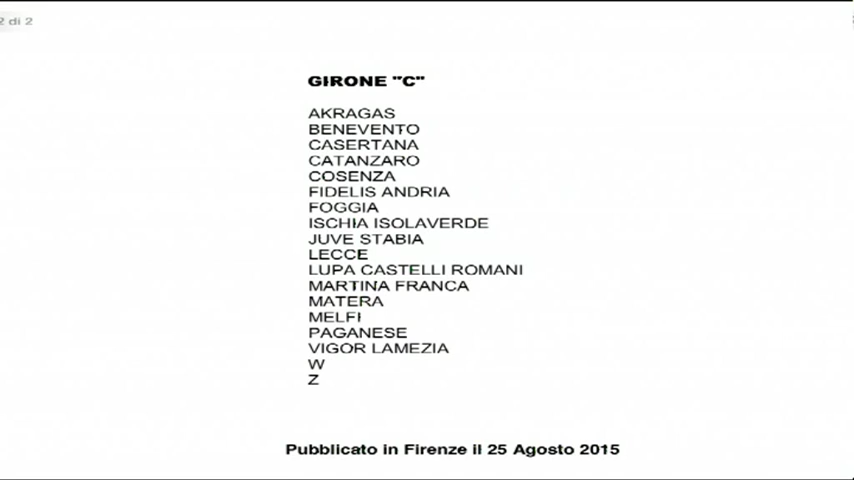 2 di 2
GIRONE "C"
AKRAGAS
BENEVENTO
CASERTANA
CATANZARO
COSENZA
FIDELIS ANDRIA
FOGGIA
ISCHIA ISOLAVERDE
JUVE STABIA
LECCE
LUPA CASTELLI ROMANI
MARTINA FRANCA
MATERA
MELFI
PAGANESE
VIGOR LAMEZIA
W
Z
Pubblicato in Firenze il 25 Agosto 2015